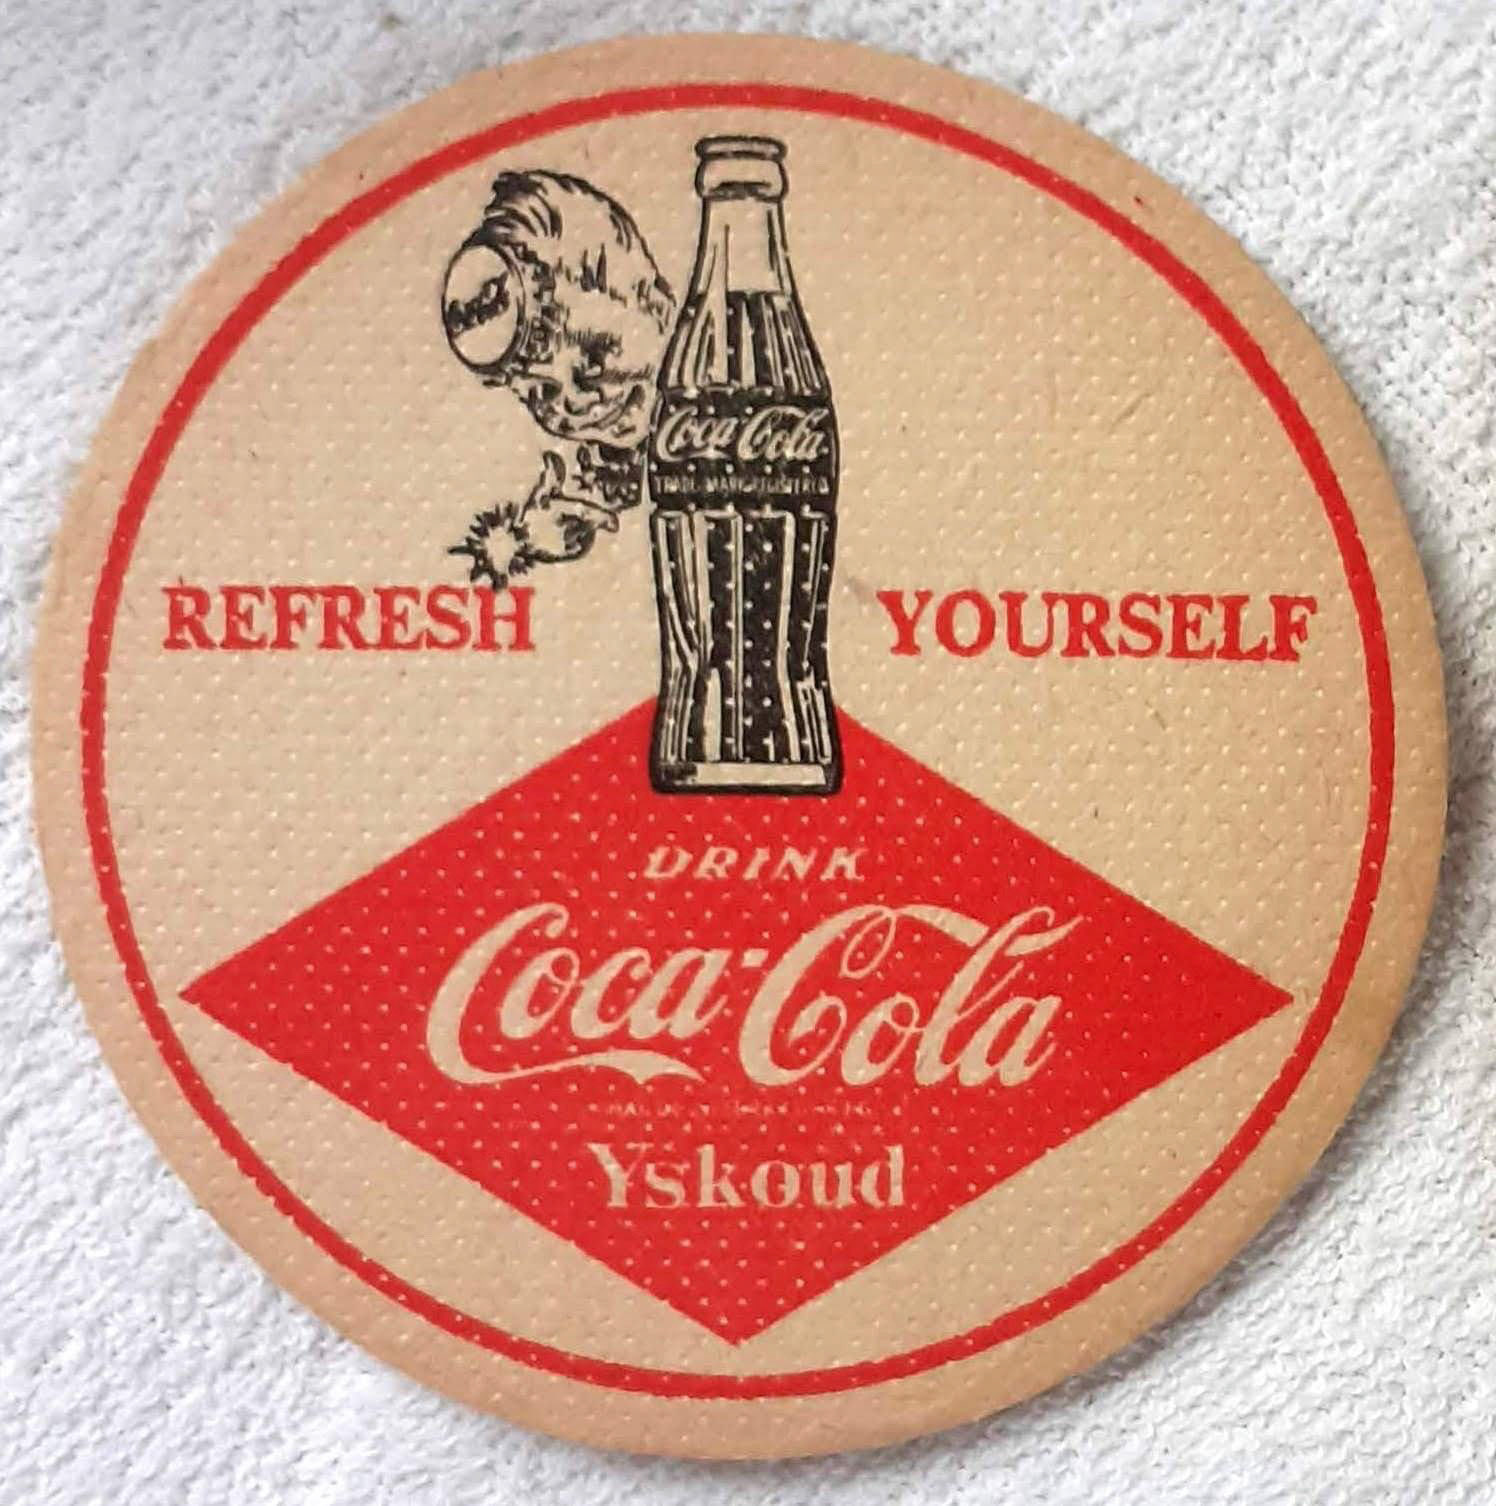 Coca-Cola
TRADE-MARK REGISTERED
REFRESH YOURSELF
DRINK
Coca-Cola
Yskoud